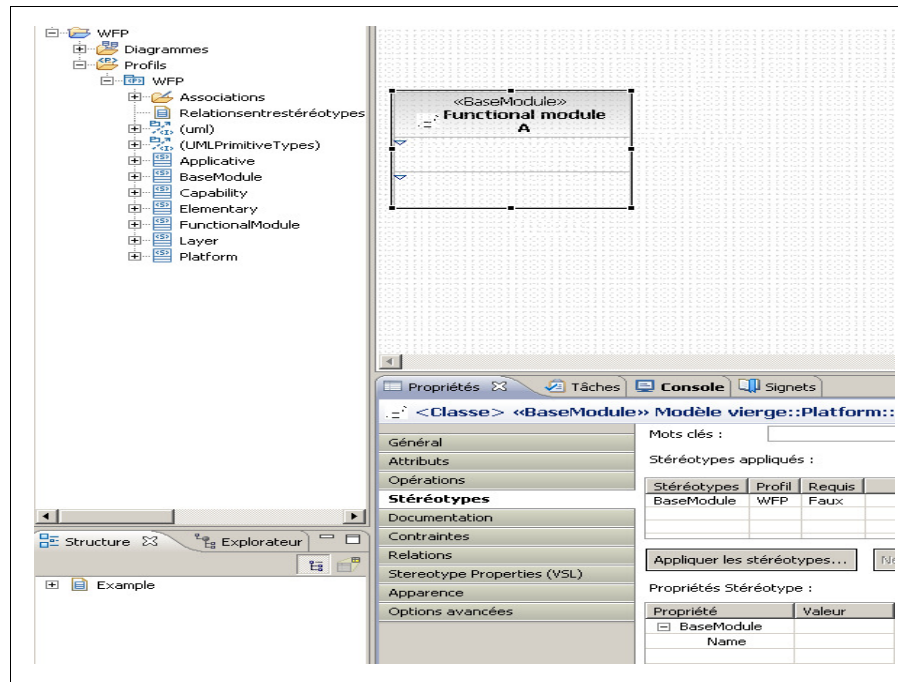 WFP
Diagrammes
Profils
WFP
Associations
Relationsentrestéréotypes
(uml)
(UMLPrimitiveTypes)
Applicative
BaseModule
Capability
Elementary
FunctionalModule
Layer
Platform
«BaseModule»
Functional module
A
Propriétés
Tâches
Console
Signets
<Classe> «BaseModule» Modèle vierge::Platform::
Général
Attributs
Opérations
Stéréotypes
Documentation
Contraintes
Relations
Stereotype Properties (VSL)
Apparence
Options avancées
Mots clés :
Stéréotypes appliqués :
Stéréotypes Profil Requis
BaseModule WFP Faux
Appliquer les stéréotypes... Ne
Propriétés Stéréotype :
Propriété Valeur
BaseModule
Name
Structure
Explorateur
Example